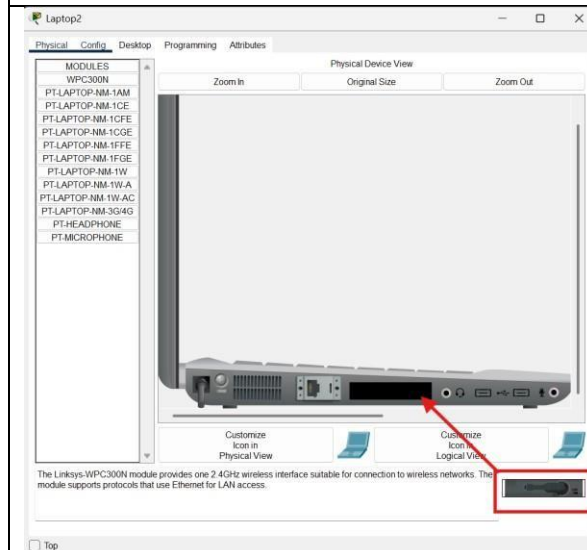 Laptop2
Physical Config Desktop Programming Attributes
MODULES
WPC300N
PT-LAPTOP-NM-1AM
PT-LAPTOP-NM-1CE
PT-LAPTOP-NM-1CFE
PT-LAPTOP-NM-1CGE
PT-LAPTOP-NM-1FFE
PT-LAPTOP-NM-1FGE
PT-LAPTOP-NM-1W
PT-LAPTOP-NM-1W-A
PT-LAPTOP-NM-1W-AC
PT-LAPTOP-NM-3G/4G
PT-HEADPHONE
PT-MICROPHONE
Physical Device View
Zoom In Original Size Zoom Out
Customize
Icon in
Physical View
Customize
Icon in
Logical View
The Linksys-WPC300N module provides one 2.4GHz wireless interface suitable for connection to wireless networks. The
module supports protocols that use Ethernet for LAN access.
Top